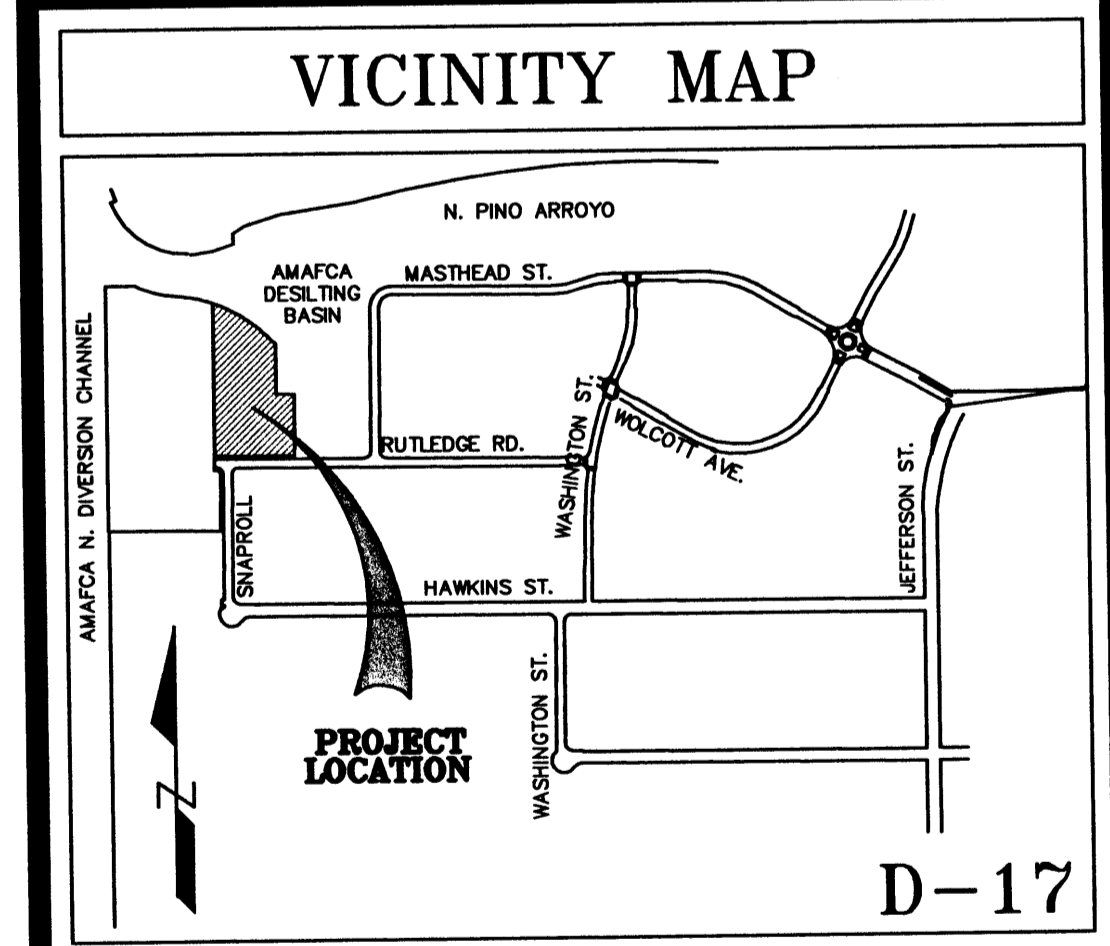 VICINITY MAP
N. PINO ARROYO
AMAFCA
DESILTING
BASIN
MASTHEAD ST.
AMAFCA N. DIVERSION CHANNEL
WASHINGTON ST.
WOLCOTT AVE.
RUTLEDGE RD.
JEFFERSON ST.
SNAPROLL
HAWKINS ST.
WASHINGTON ST.
PROJECT
LOCATION
N
D-17